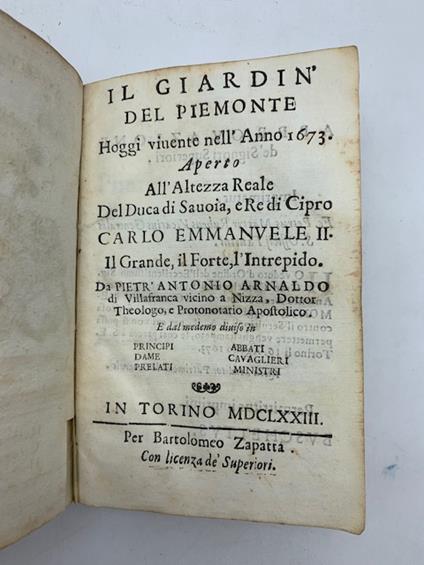 IL GIARDIN'
DEL PIEMONTE
Hoggi viuente nell'Anno 1673.
Aperto
All'Altezza Reale
Del Duca di Sauoia, e Re di Cipro
CARLO EMMANVELE II.
Il Grande, il Forte, l'Intrepido.
Da PIETR' ANTONIO ARNALDO
di Villafranca vicino a Nizza, Dottor
Theologo, e Protonotario Apostolico.
E dal medemo diuiso in
PRINCIPI ABBATI
DAME CAVAGLIERI
PRELATI MINISTRI
IN TORINO MDCLXXIII.
Per Bartolomeo Zapatta.
Con licenza de' Superiori.